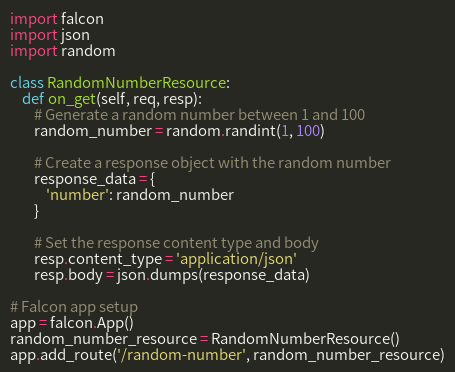 import falcon
import json
import random

class RandomNumberResource:
    def on_get(self, req, resp):
        # Generate a random number between 1 and 100
        random_number = random.randint(1, 100)

        # Create a response object with the random number
        response_data = {
            'number': random_number
        }

        # Set the response content type and body
        resp.content_type = 'application/json'
        resp.body = json.dumps(response_data)

# Falcon app setup
app = falcon.App()
random_number_resource = RandomNumberResource()
app.add_route('/random-number', random_number_resource)